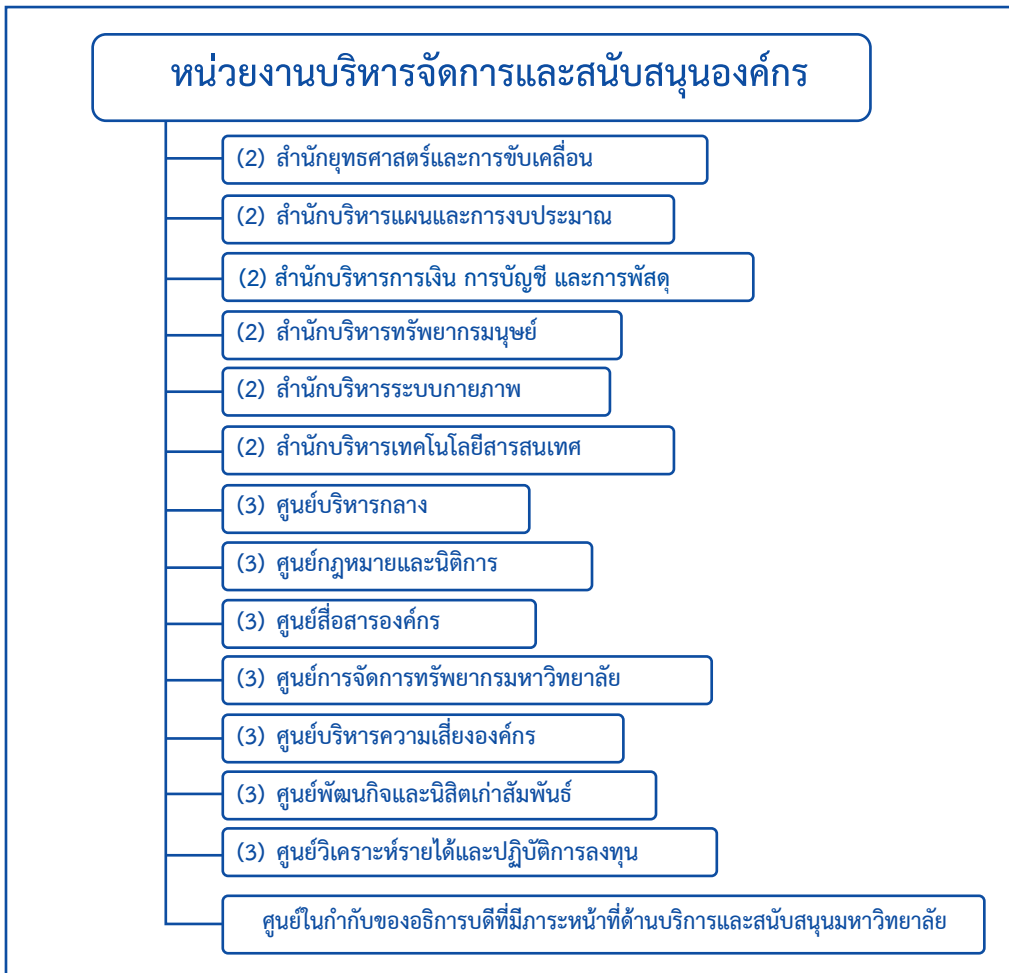 หน่วยงานบริหารจัดการและสนับสนุนองค์กร
(2) สำนักยุทธศาสตร์และการขับเคลื่อน
(2) สำนักบริหารแผนและการงบประมาณ
(2) สำนักบริหารการเงิน การบัญชี และการพัสดุ
(2) สำนักบริหารทรัพยากรมนุษย์
(2) สำนักบริหารระบบกายภาพ
(2) สำนักบริหารเทคโนโลยีสารสนเทศ
(3) ศูนย์บริหารกลาง
(3) ศูนย์กฎหมายและนิติการ
(3) ศูนย์สื่อสารองค์กร
(3) ศูนย์การจัดการทรัพยากรมหาวิทยาลัย
(3) ศูนย์บริหารความเสี่ยงองค์กร
(3) ศูนย์พัฒนกิจและนิสิตเก่าสัมพันธ์
(3) ศูนย์วิเคราะห์รายได้และปฏิบัติการลงทุน
ศูนย์ในกำกับของอธิการบดีที่มีภาระหน้าที่ด้านบริการและสนับสนุนมหาวิทยาลัย